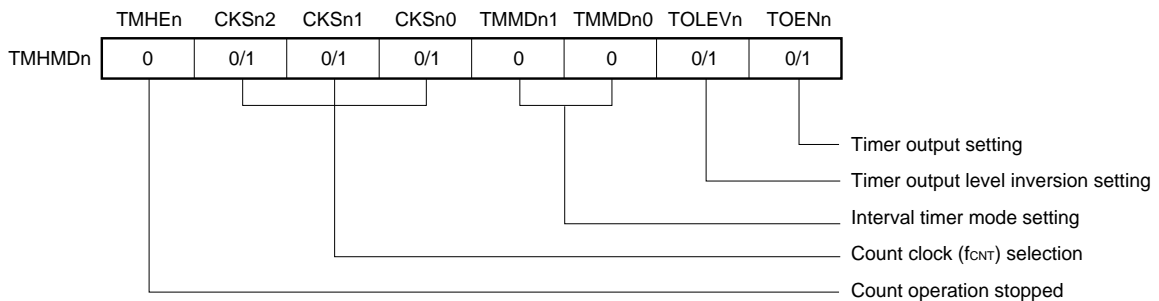 TMHEn CKSn2 CKSn1 CKSn0 TMMDn1 TMMDn0 TOLEVn TOENn
TMHMDn 0 0/1 0/1 0/1 0 0 0/1 0/1
Timer output setting
Timer output level inversion setting
Interval timer mode setting
Count clock (fCNT) selection
Count operation stopped